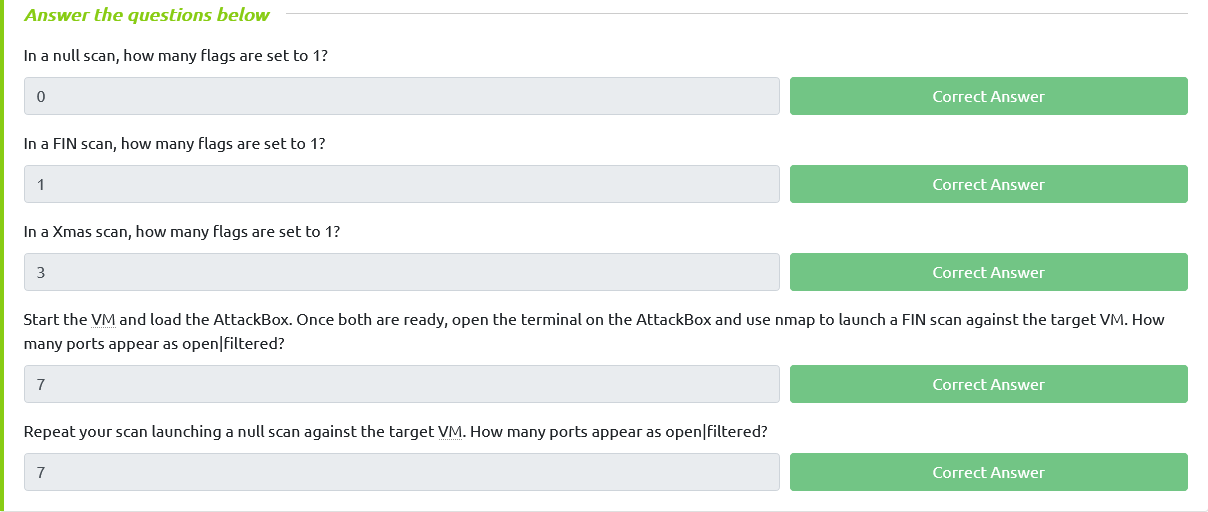 Answer the questions below
In a null scan, how many flags are set to 1?
0
Correct Answer
In a FIN scan, how many flags are set to 1?
1
Correct Answer
In a Xmas scan, how many flags are set to 1?
3
Correct Answer
Start the VM and load the AttackBox. Once both are ready, open the terminal on the AttackBox and use nmap to launch a FIN scan against the target VM. How
many ports appear as open|filtered?
7
Correct Answer
Repeat your scan launching a null scan against the target VM. How many ports appear as open|filtered?
7
Correct Answer